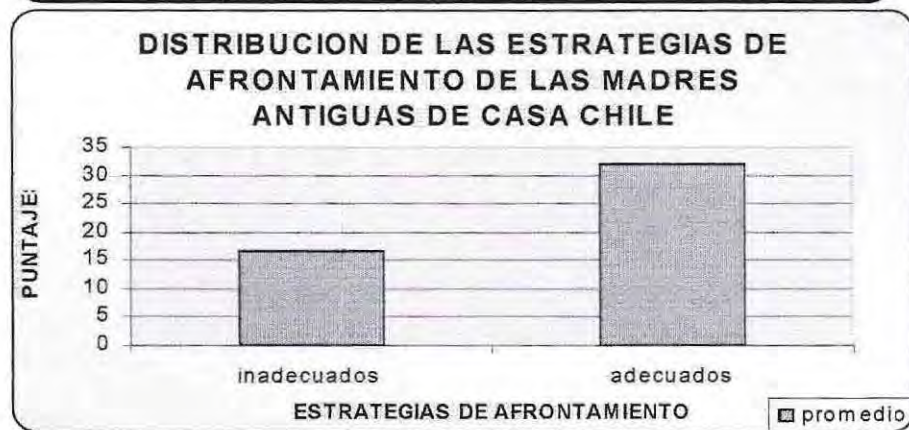 DISTRIBUCION DE LAS ESTRATEGIAS DE
AFRONTAMIENTO DE LAS MADRES
ANTIGUAS DE CASA CHILE
PUNTAJE:
35
30
25
20
15
10
5
0
inadecuados adecuados
ESTRATEGIAS DE AFRONTAMIENTO
promedio